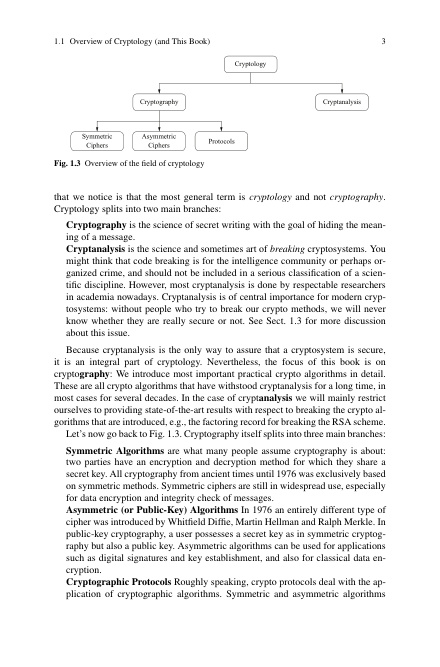 1.1 Overview of Cryptology (and This Book) 3
Cryptology
Cryptography Cryptanalysis
Symmetric Ciphers
Asymmetric Ciphers
Protocols
Fig. 1.3 Overview of the field of cryptology
that we notice is that the most general term is cryptology and not cryptography.
Cryptology splits into two main branches:
Cryptography is the science of secret writing with the goal of hiding the mean-
ing of a message.
Cryptanalysis is the science and sometimes art of breaking cryptosystems. You
might think that code breaking is for the intelligence community or perhaps or-
ganized crime, and should not be included in a serious classification of a scien-
tific discipline. However, most cryptanalysis is done by respectable researchers
in academia nowadays. Cryptanalysis is of central importance for modern cryp-
tosystems: without people who try to break our crypto methods, we will never
know whether they are really secure or not. See Sect. 1.3 for more discussion
about this issue.
Because cryptanalysis is the only way to assure that a cryptosystem is secure,
it is an integral part of cryptology. Nevertheless, the focus of this book is on
cryptography: We introduce most important practical crypto algorithms in detail.
These are all crypto algorithms that have withstood cryptanalysis for a long time, in
most cases for several decades. In the case of cryptanalysis we will mainly restrict
ourselves to providing state-of-the-art results with respect to breaking the crypto al-
gorithms that are introduced, e.g., the factoring record for breaking the RSA scheme.
Let's now go back to Fig. 1.3. Cryptography itself splits into three main branches:
Symmetric Algorithms are what many people assume cryptography is about:
two parties have an encryption and decryption method for which they share a
secret key. All cryptography from ancient times until 1976 was exclusively based
on symmetric methods. Symmetric ciphers are still in widespread use, especially
for data encryption and integrity check of messages.
Asymmetric (or Public-Key) Algorithms In 1976 an entirely different type of
cipher was introduced by Whitfield Diffie, Martin Hellman and Ralph Merkle. In
public-key cryptography, a user possesses a secret key as in symmetric cryptog-
raphy but also a public key. Asymmetric algorithms can be used for applications
such as digital signatures and key establishment, and also for classical data en-
cryption.
Cryptographic Protocols Roughly speaking, crypto protocols deal with the ap-
plication of cryptographic algorithms. Symmetric and asymmetric algorithms